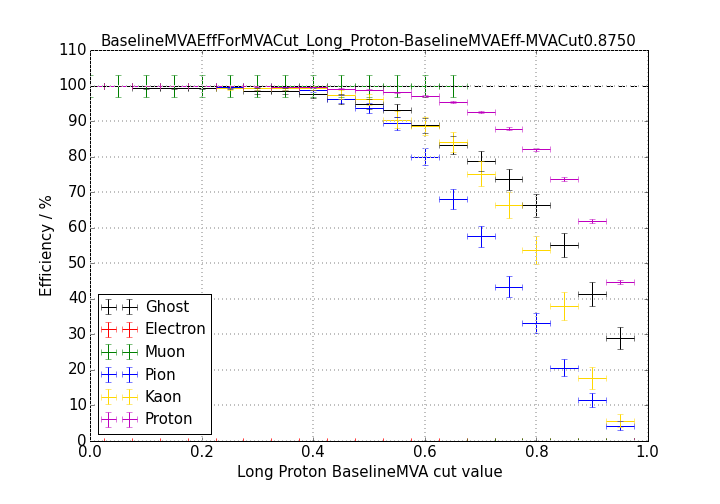 BaselineMVAEffForMVACut_Long_Proton-BaselineMVAEff-MVACut0.8750
110
100
90
80
70
60
50
40
30
20
10
0
Efficiency / %
Ghost
Electron
Muon
Pion
Kaon
Proton
0.0 0.2 0.4 0.6 0.8 1.0
Long Proton BaselineMVA cut value